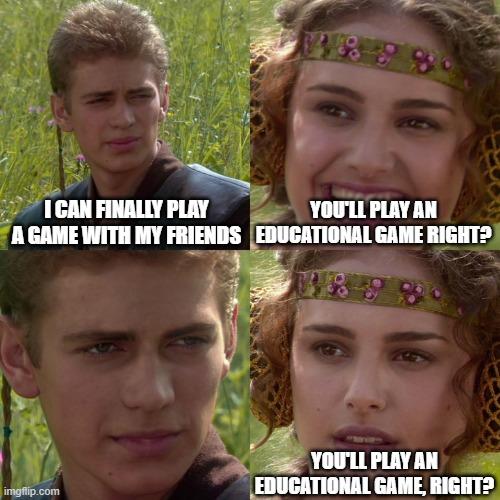 I CAN FINALLY PLAY
A GAME WITH MY FRIENDS
YOU'LL PLAY AN
EDUCATIONAL GAME RIGHT?
YOU'LL PLAY AN
EDUCATIONAL GAME, RIGHT?
imgflip.com